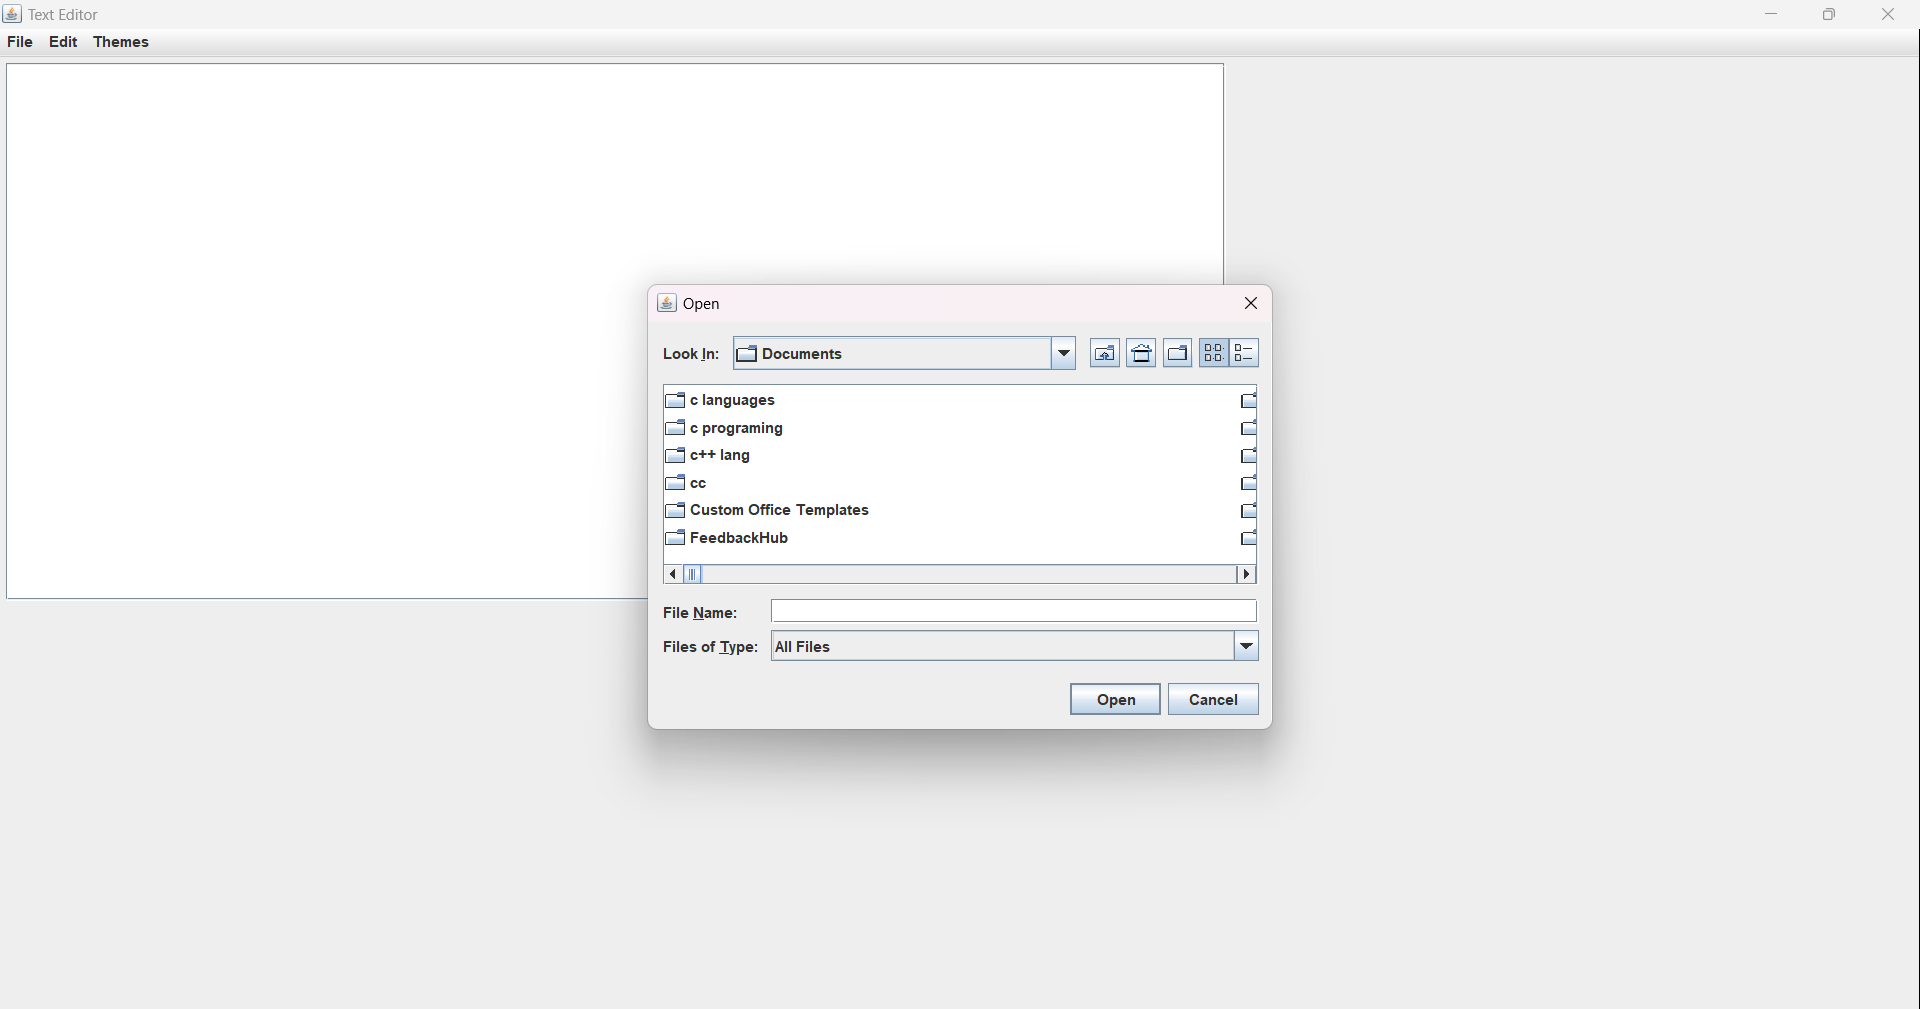 Text Editor
File Edit Themes
Open
Look In: Documents
c languages
c programing
c++ lang
cc
Custom Office Templates
FeedbackHub
File Name:
Files of Type: All Files
Open Cancel